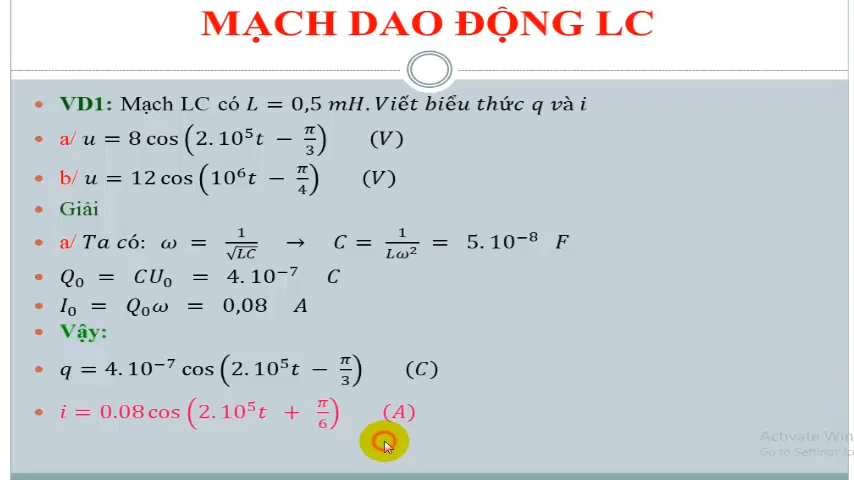 MẠCH DAO ĐỘNG LC
• VD1: Mạch LC có L = 0,5 mH. Viết biểu thức q và i
• a/ u = 8 cos (2. 10⁵t − π/3) (V)
• b/ u = 12 cos (10⁶t − π/4) (V)
• Giải
• a/ Ta có: ω = 1/√LC → C = 1/Lω² = 5. 10⁻⁸ F
• Q₀ = CU₀ = 4. 10⁻⁷ C
• I₀ = Q₀ω = 0,08 A
• Vậy:
• q = 4. 10⁻⁷ cos (2. 10⁵t − π/3) (C)
• i = 0.08 cos (2. 10⁵t + π/6) (A)
Activate Win
Go to Settings to